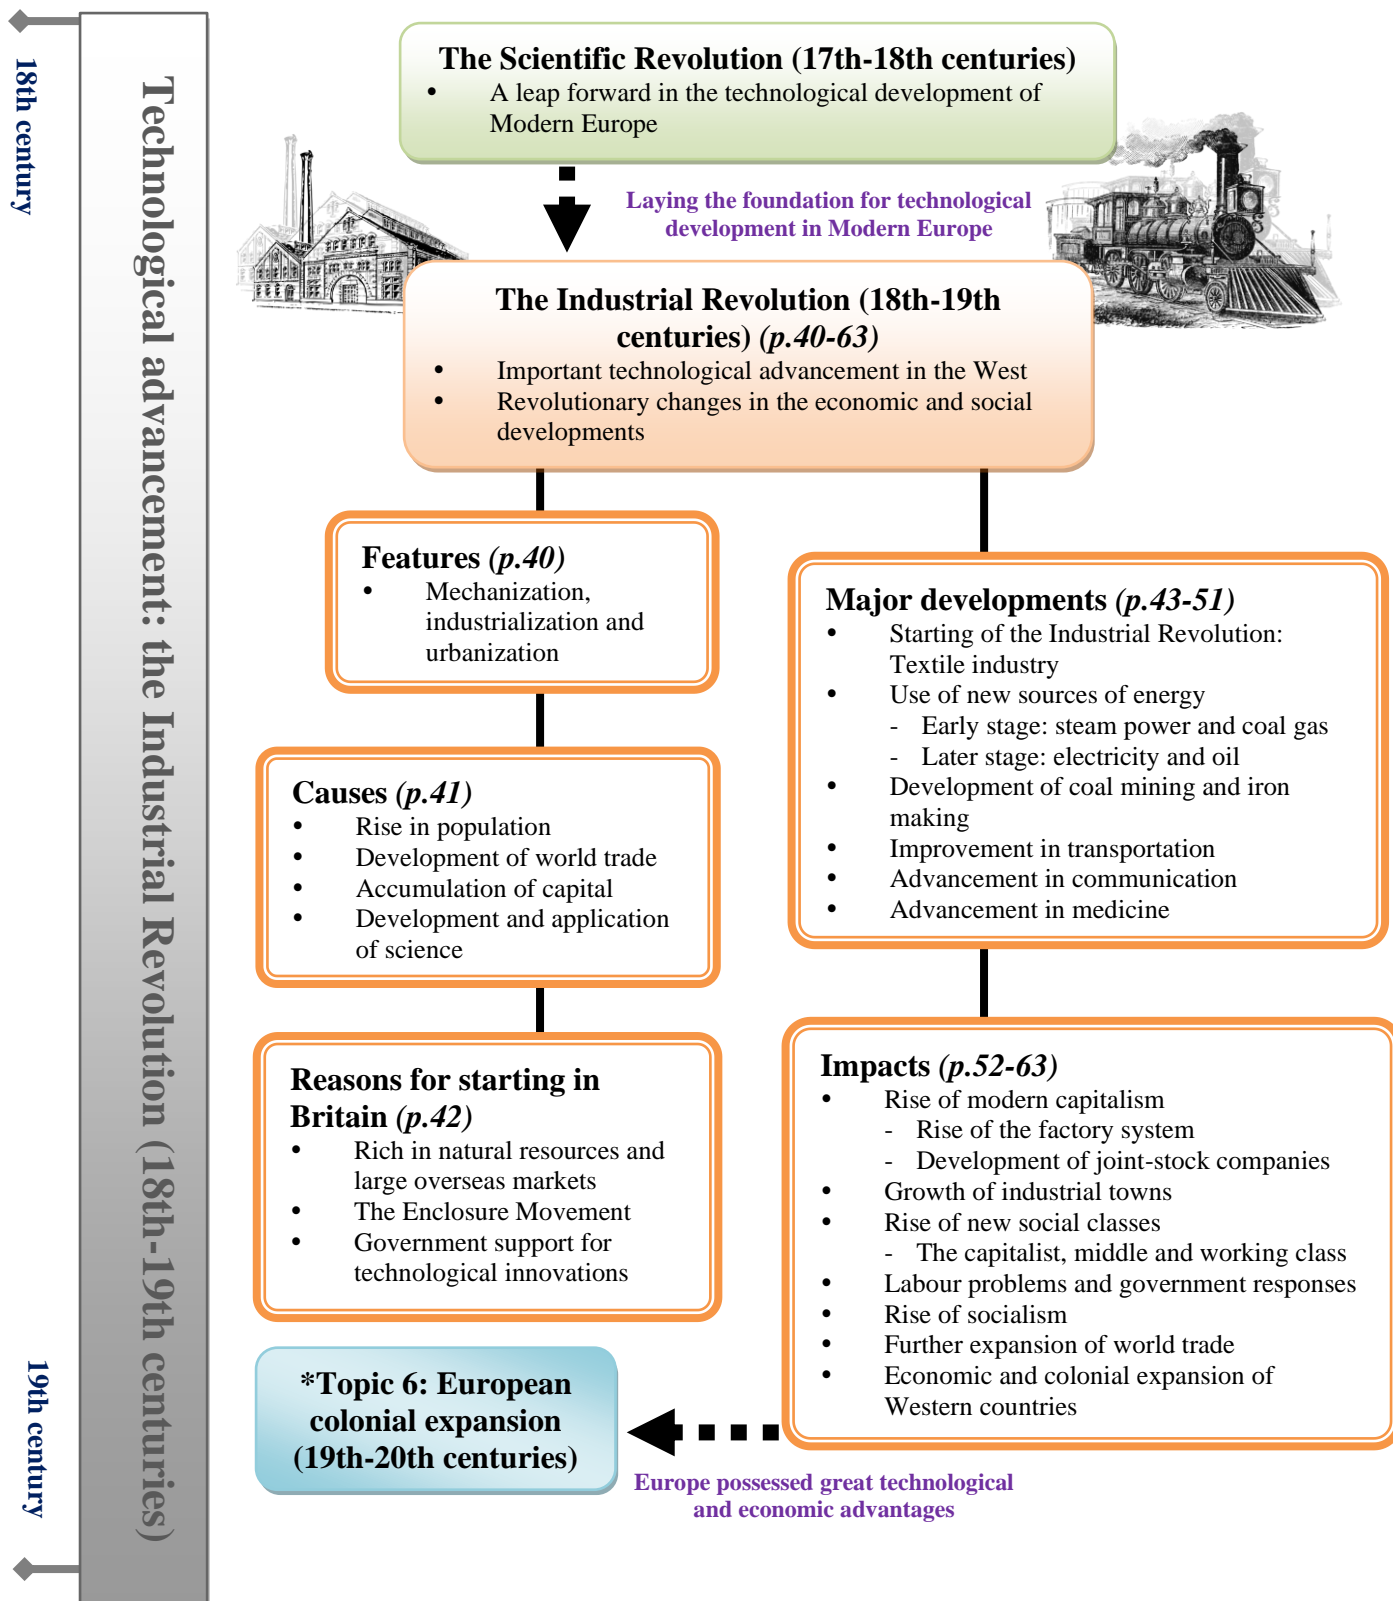 18th century
Technological advancement: the Industrial Revolution (18th-19th centuries)
19th century
The Scientific Revolution (17th-18th centuries)
• A leap forward in the technological development of
Modern Europe
Laying the foundation for technological
development in Modern Europe
The Industrial Revolution (18th-19th
centuries) (p.40-63)
• Important technological advancement in the West
• Revolutionary changes in the economic and social
developments
Features (p.40)
• Mechanization,
industrialization and
urbanization
Causes (p.41)
• Rise in population
• Development of world trade
• Accumulation of capital
• Development and application
of science
Reasons for starting in
Britain (p.42)
• Rich in natural resources and
large overseas markets
• The Enclosure Movement
• Government support for
technological innovations
Major developments (p.43-51)
• Starting of the Industrial Revolution:
Textile industry
• Use of new sources of energy
- Early stage: steam power and coal gas
- Later stage: electricity and oil
• Development of coal mining and iron
making
• Improvement in transportation
• Advancement in communication
• Advancement in medicine
Impacts (p.52-63)
• Rise of modern capitalism
- Rise of the factory system
- Development of joint-stock companies
• Growth of industrial towns
• Rise of new social classes
- The capitalist, middle and working class
• Labour problems and government responses
• Rise of socialism
• Further expansion of world trade
• Economic and colonial expansion of
Western countries
Europe possessed great technological
and economic advantages
*Topic 6: European
colonial expansion
(19th-20th centuries)